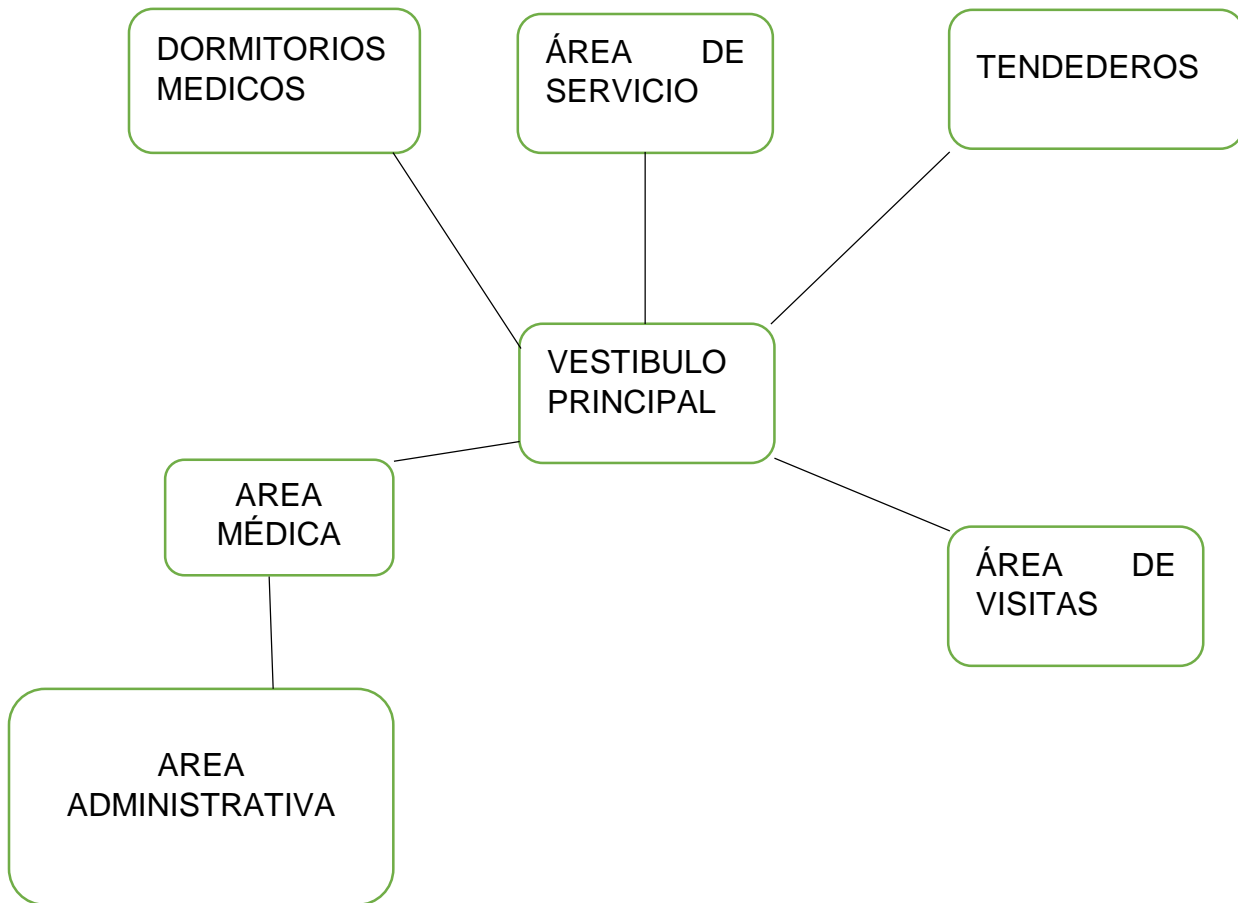 DORMITORIOS
MEDICOS
ÁREA DE
SERVICIO
TENDEDEROS
VESTIBULO
PRINCIPAL
AREA
MÉDICA
ÁREA DE
VISITAS
AREA
ADMINISTRATIVA